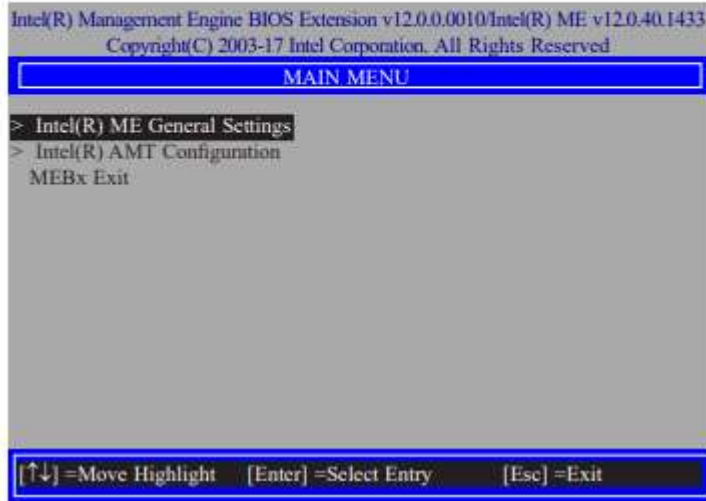 Intel(R) Management Engine BIOS Extension v12.0.0.0010/Intel(R) ME v12.0.40.1433
Copyright(C) 2003-17 Intel Corporation. All Rights Reserved
MAIN MENU
> Intel(R) ME General Settings
> Intel(R) AMT Configuration
MEBx Exit
[↑↓] =Move Highlight [Enter] =Select Entry [Esc] =Exit